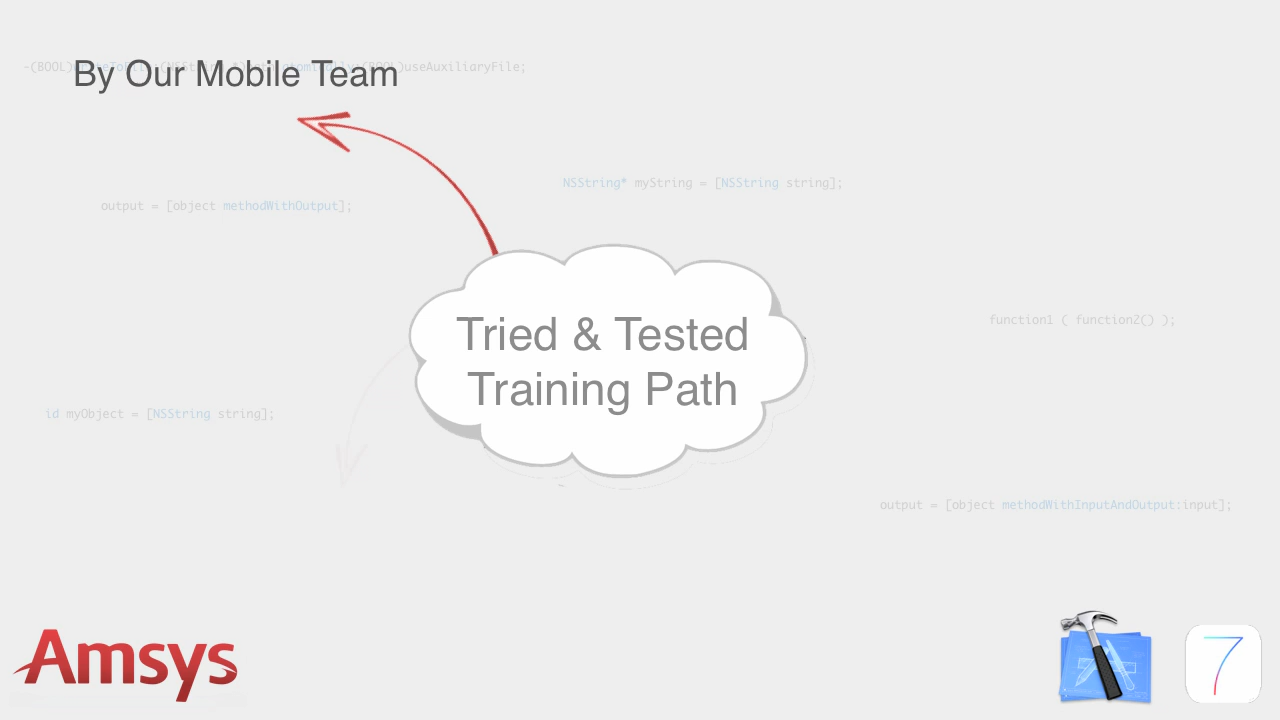 By Our Mobile Team
useAuxiliaryFile;
NSString* myString = [NSString string];
output = [object methodWithOutput];
Tried & Tested
Training Path
function1 ( function2() );
id myObject = [NSString string];
output = [object methodWithInputAndOutput:input];
Amsys
7